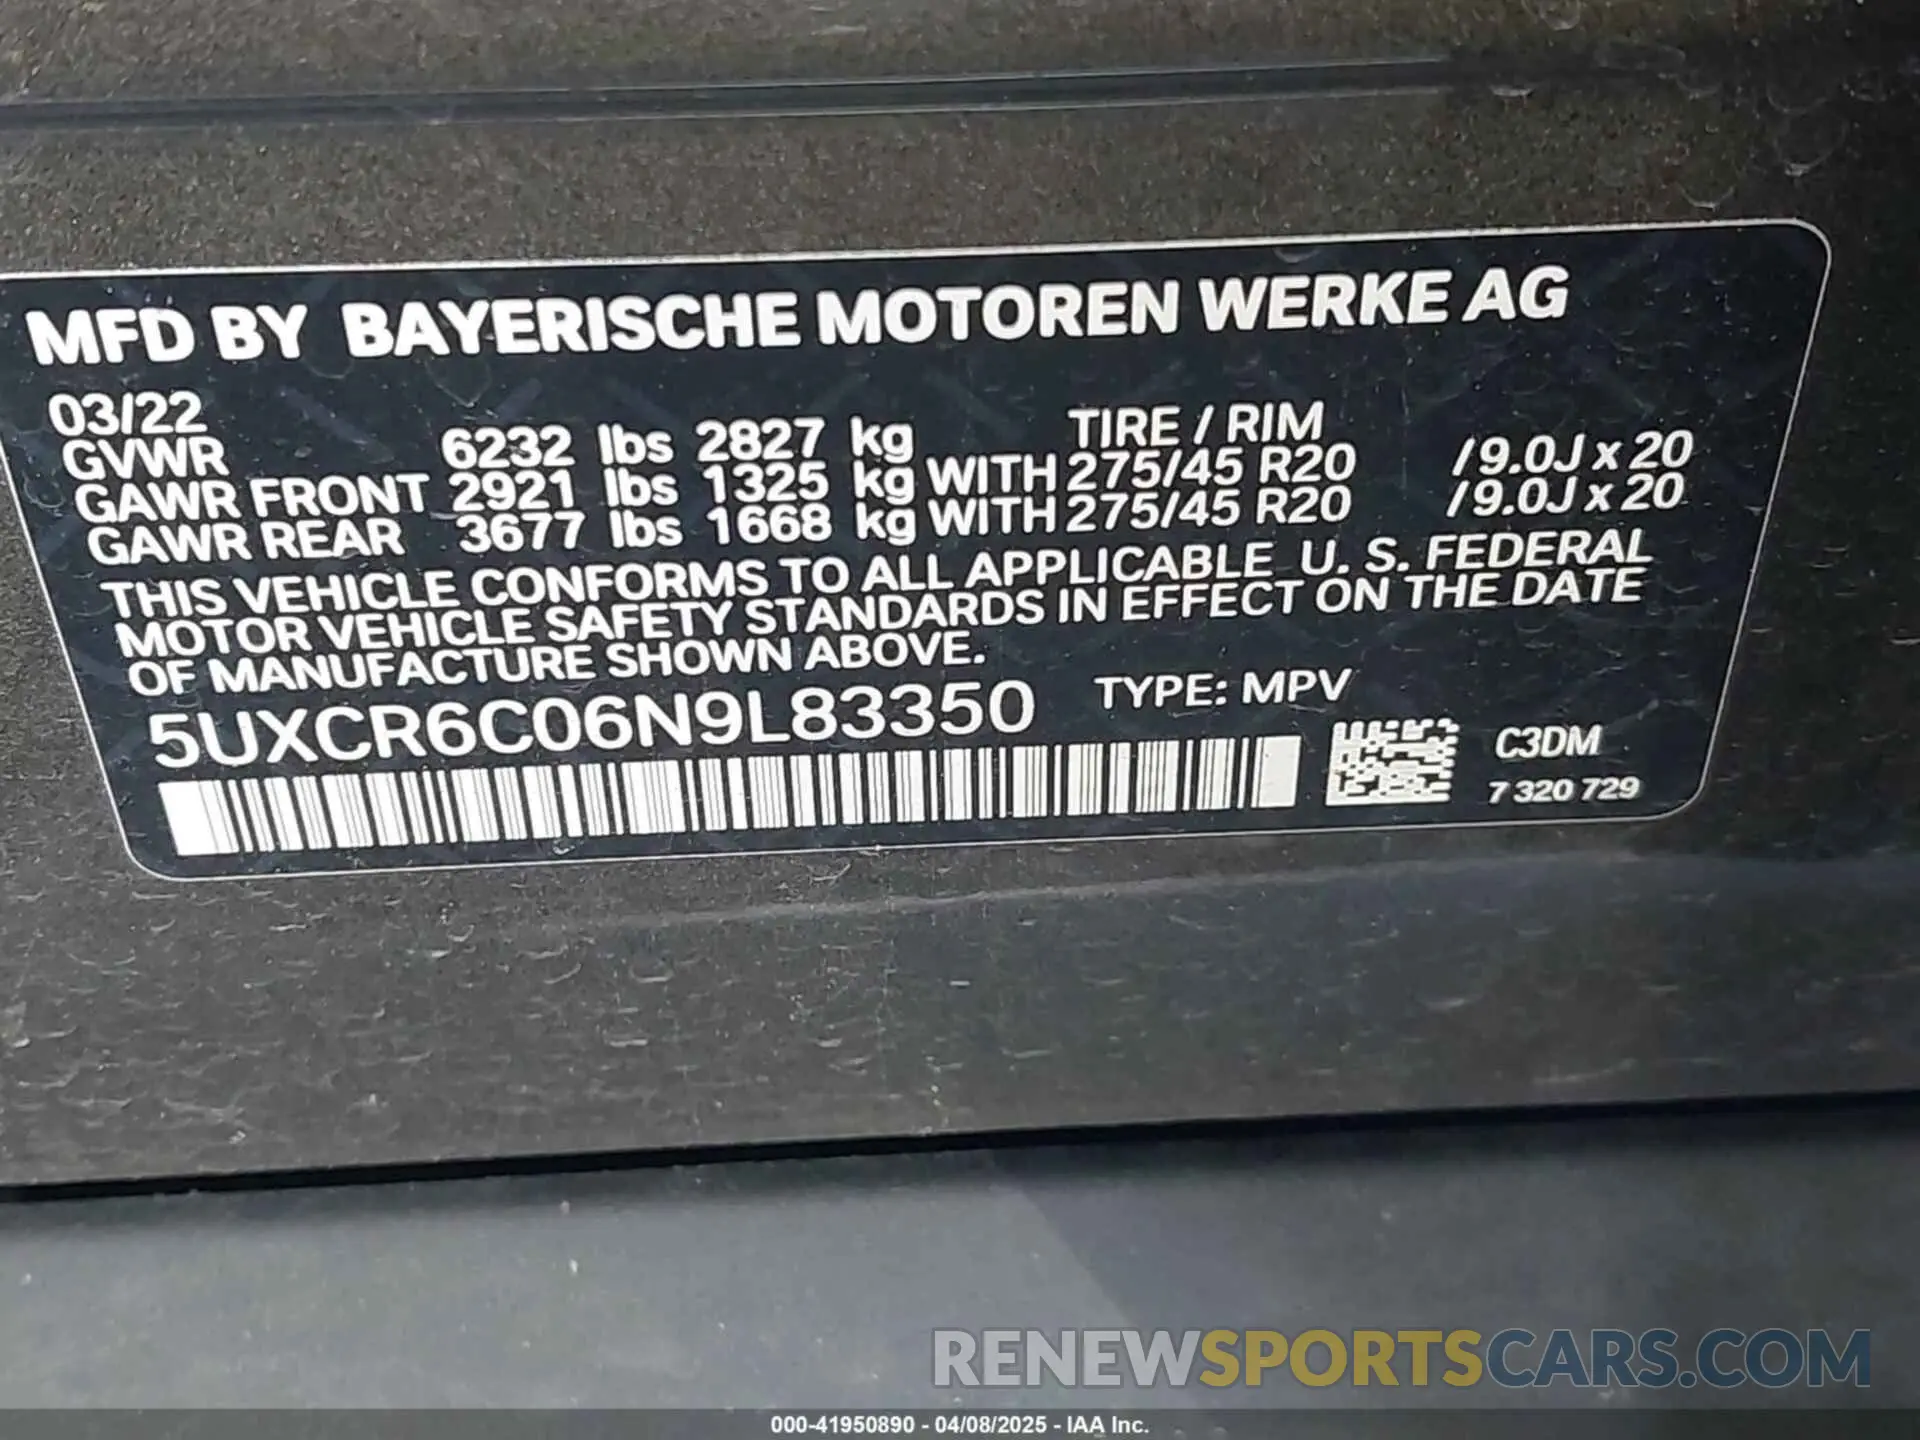 MFD BY BAYERISCHE MOTOREN WERKE AG
03/22 TIRE / RIM
GVWR 6232 lbs 2827 kg
GAWR FRONT 2921 lbs 1325 kg WITH 275/45 R20 /9.0J x 20
GAWR REAR 3677 lbs 1668 kg WITH 275/45 R20 /9.0J x 20
THIS VEHICLE CONFORMS TO ALL APPLICABLE U. S. FEDERAL
MOTOR VEHICLE SAFETY STANDARDS IN EFFECT ON THE DATE
OF MANUFACTURE SHOWN ABOVE.
5UXCR6C06N9L83350 TYPE: MPV
C3DM
7 320 729
RENEWSPORTSCARS.COM
000-41950890 - 04/08/2025 - IAA Inc.